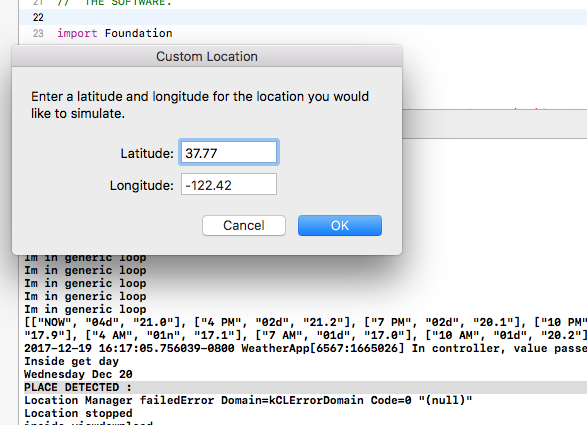 21 // THE SOFTWARE.
22
23 import Foundation
Custom Location
Enter a latitude and longitude for the location you would
like to simulate.
Latitude: 37.77
Longitude: -122.42
Cancel OK
Im in generic loop
Im in generic loop
Im in generic loop
Im in generic loop
Im in generic loop
[["NOW", "04d", "21.0"], ["4 PM", "02d", "21.2"], ["7 PM", "02d", "20.1"], ["10 PM"
"17.9"], ["4 AM", "01n", "17.1"], ["7 AM", "01d", "17.0"], ["10 AM", "01d", "20.2"]
2017-12-19 16:17:05.756039-0800 WeatherApp[6567:1665026] In controller, value passe
Inside get day
Wednesday Dec 20
PLACE DETECTED :
Location Manager failedError Domain=kCLErrorDomain Code=0 "(null)"
Location stopped
inside viewdownload